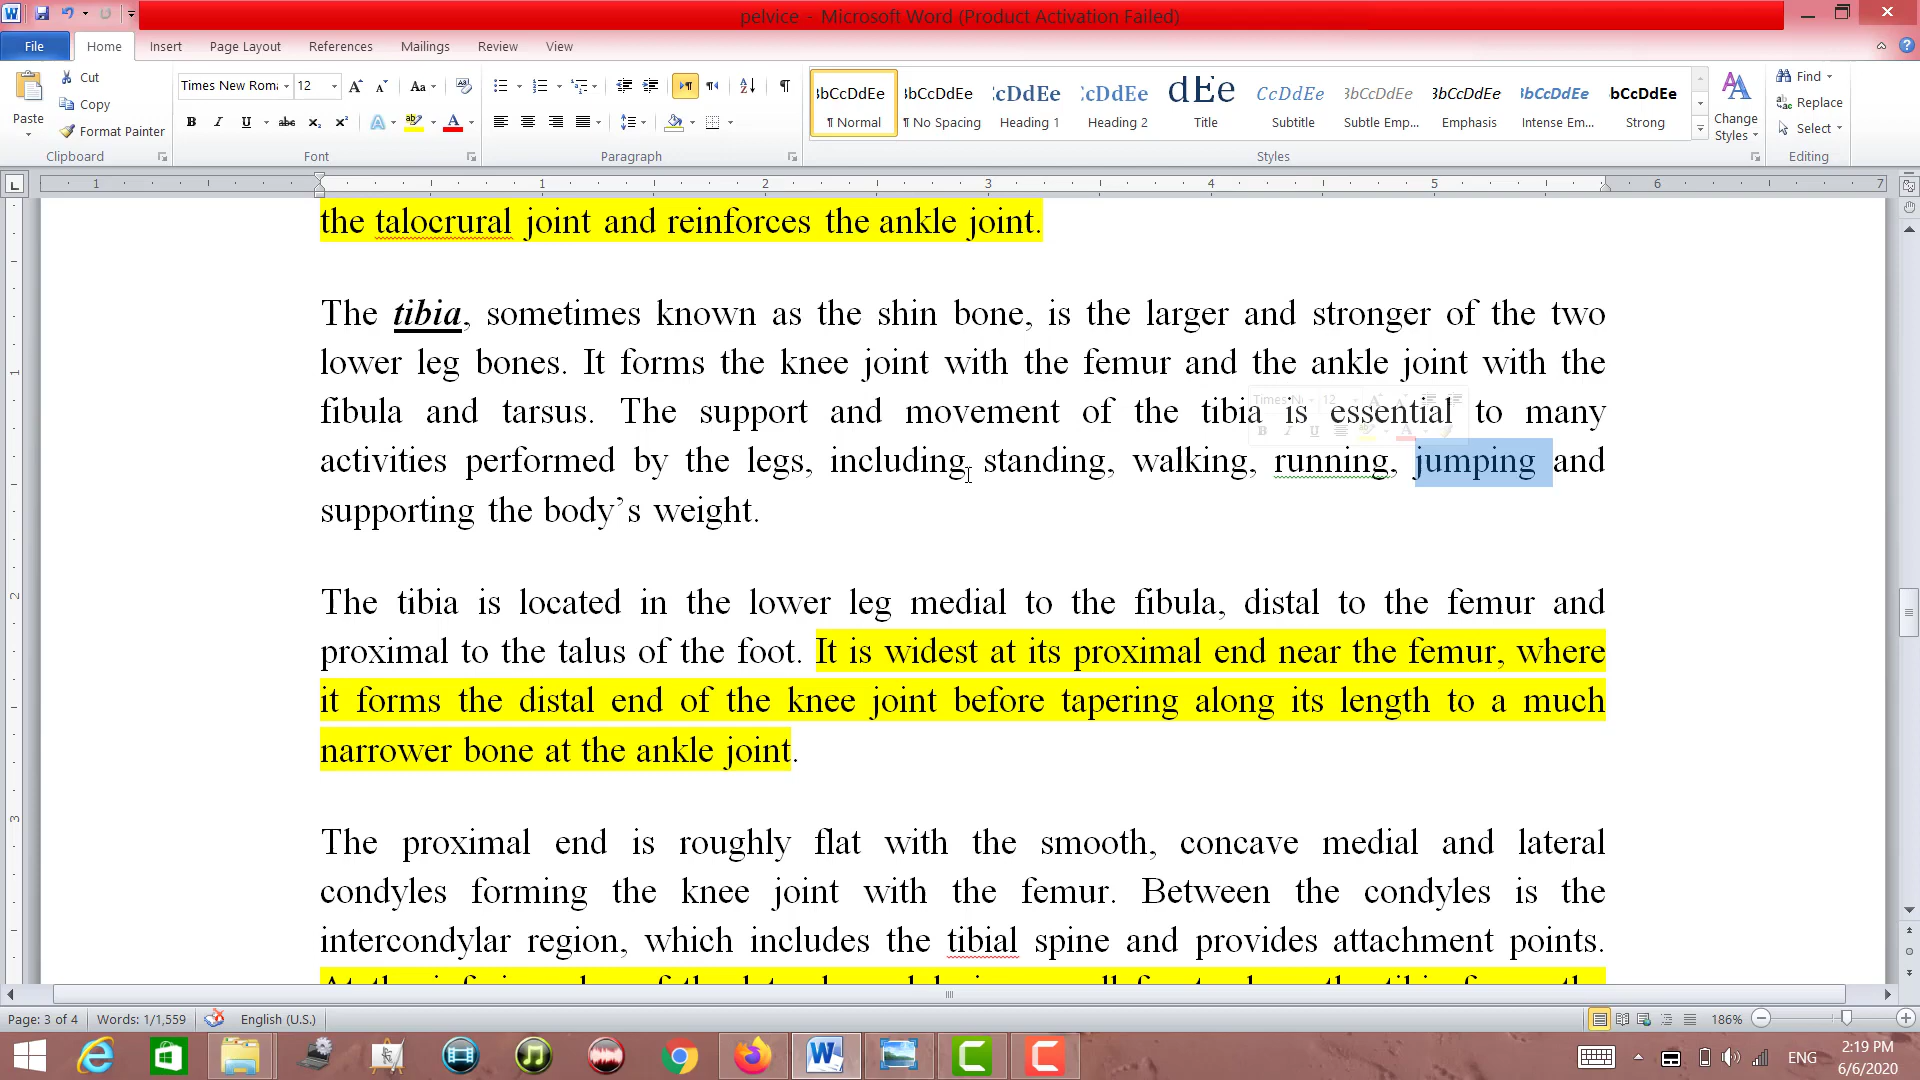 pelvice - Microsoft Word (Product Activation Failed)
File Home Insert Page Layout References Mailings Review View
Paste
Cut
Copy
Format Painter
Clipboard
Times New Rom 12
Font
Paragraph
AaBbCcDdEe ¶ Normal
¶ No Spacing
Heading 1
Heading 2
Title
CcDdEe Subtitle
Subtle Emp...
Emphasis
Intense Em...
Strong
Change Styles
Styles
Find
Replace
Select
Editing
1 1 2 3 4 5 6 7
the talocrural joint and reinforces the ankle joint.
The tibia, sometimes known as the shin bone, is the larger and stronger of the two
lower leg bones. It forms the knee joint with the femur and the ankle joint with the
fibula and tarsus. The support and movement of the tibia is essential to many
activities performed by the legs, including standing, walking, running, jumping and
supporting the body’s weight.
The tibia is located in the lower leg medial to the fibula, distal to the femur and
proximal to the talus of the foot. It is widest at its proximal end near the femur, where
it forms the distal end of the knee joint before tapering along its length to a much
narrower bone at the ankle joint.
The proximal end is roughly flat with the smooth, concave medial and lateral
condyles forming the knee joint with the femur. Between the condyles is the
intercondylar region, which includes the tibial spine and provides attachment points.
Page: 3 of 4 Words: 1/1,559 English (U.S.) 186%
ENG
2:19 PM
6/6/2020